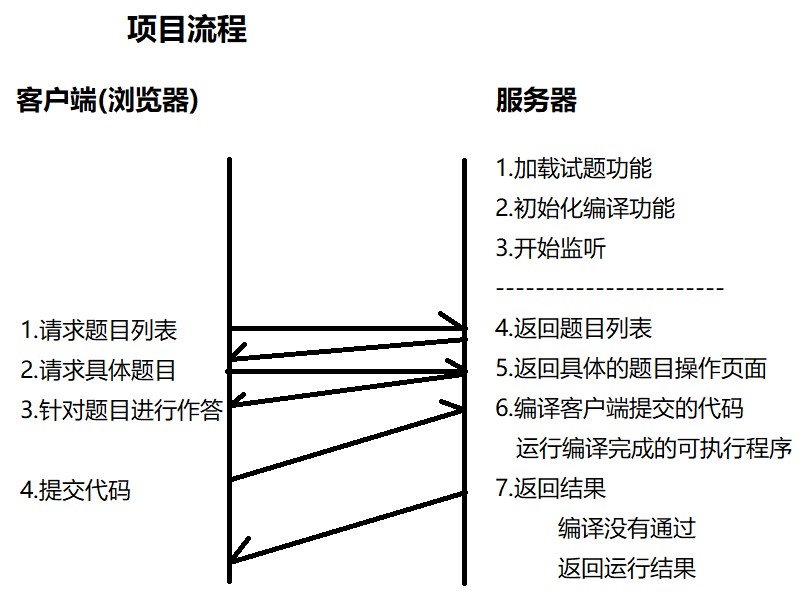 项目流程
客户端(浏览器)
服务器
1.加载试题功能
2.初始化编译功能
3.开始监听
-----------------------
1.请求题目列表
4.返回题目列表
2.请求具体题目
5.返回具体的题目操作页面
3.针对题目进行作答
6.编译客户端提交的代码
运行编译完成的可执行程序
4.提交代码
7.返回结果
编译没有通过
返回运行结果